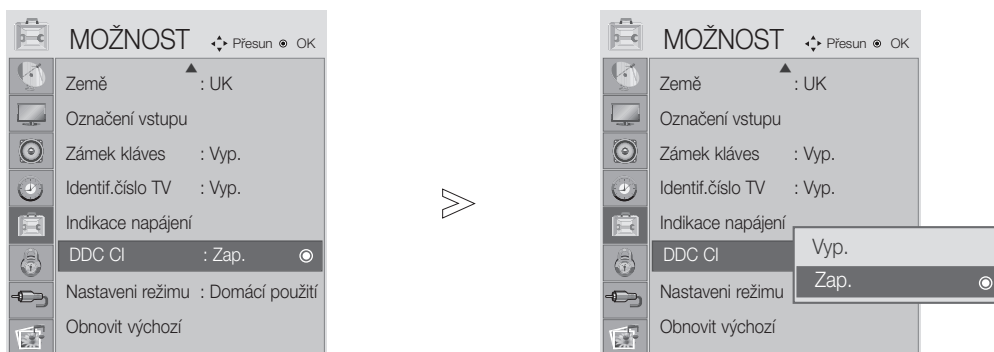 MOŽNOST Přesun OK
Země : UK
Označení vstupu
Zámek kláves : Vyp.
Identif.číslo TV : Vyp.
Indikace napájení
DDC CI : Zap.
Nastaveni režimu : Domácí použití
Obnovit výchozí
MOŽNOST Přesun OK
Země : UK
Označení vstupu
Zámek kláves : Vyp.
Identif.číslo TV : Vyp.
Indikace napájení
DDC CI
Vyp.
Zap.
Nastaveni režimu
Obnovit výchozí